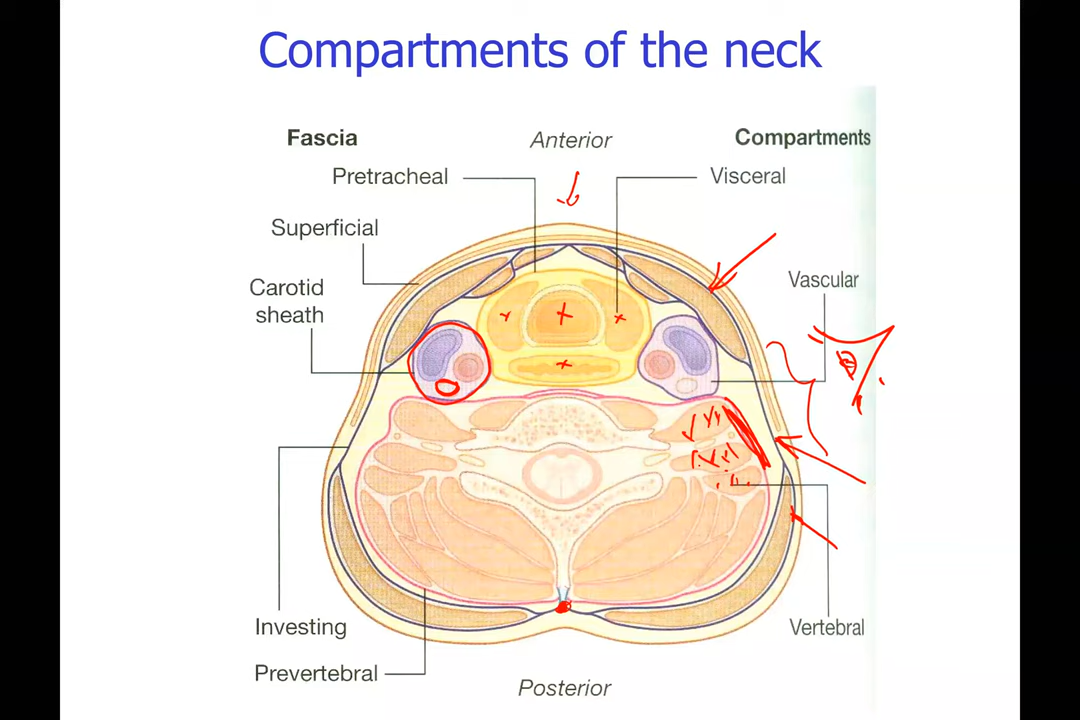 Compartments of the neck
Fascia
Anterior
Compartments
Pretracheal
Visceral
Superficial
Carotid
sheath
Vascular
Investing
Vertebral
Prevertebral
Posterior